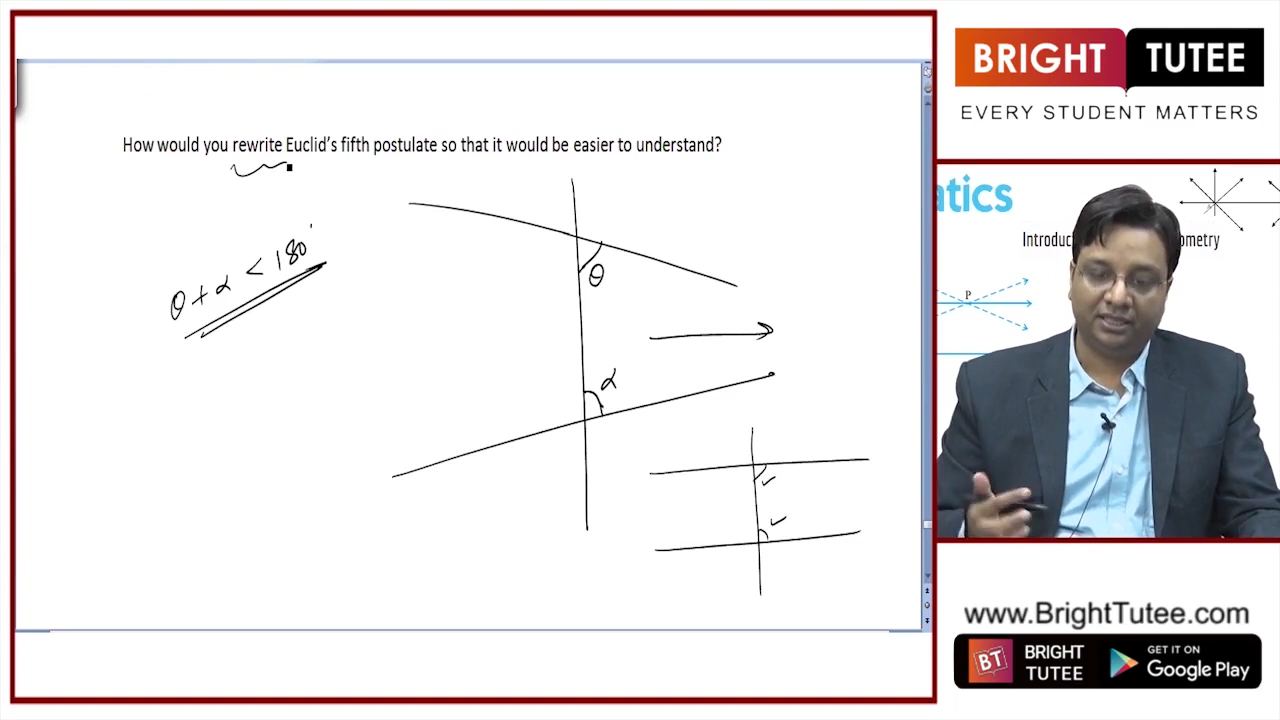 BRIGHT TUTEE
EVERY STUDENT MATTERS
How would you rewrite Euclid's fifth postulate so that it would be easier to understand?
θ + α < 180°
θ
α
atics
Introduc
ometry
P
www.BrightTutee.com
BT
BRIGHT
TUTEE
GET IT ON
Google Play